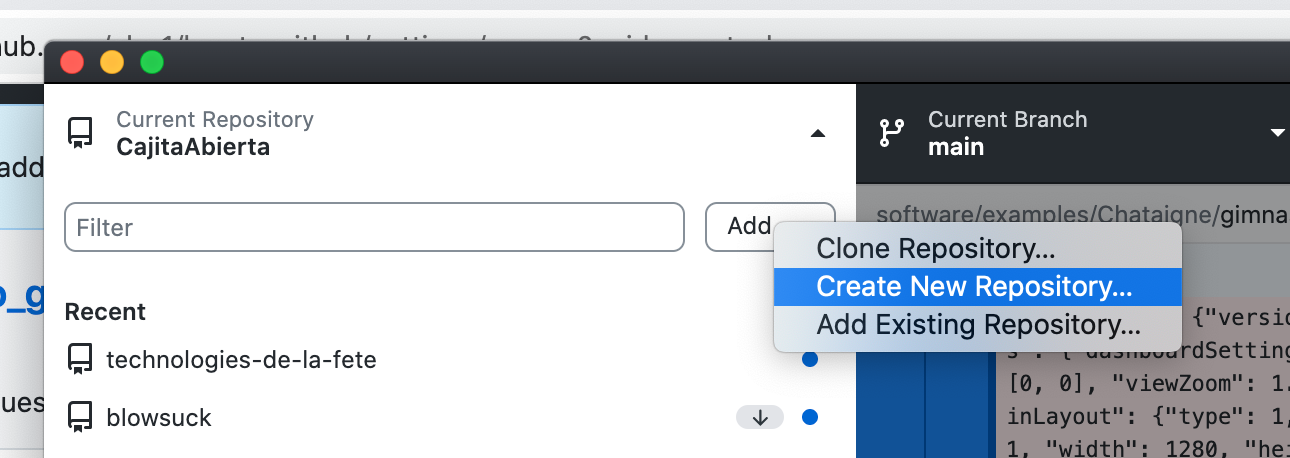 Current Repository
CajitaAbierta
Current Branch
main
Filter
Add
software/examples/Chataigne/gimna
Clone Repository...
Create New Repository...
Add Existing Repository...
Recent
technologies-de-la-fete
blowsuck
{"versio
dashboardSetting
[0, 0], "viewZoom": 1.
inLayout": {"type": 1,
1, "width": 1280, "hei
hub.
add
o_g
ues